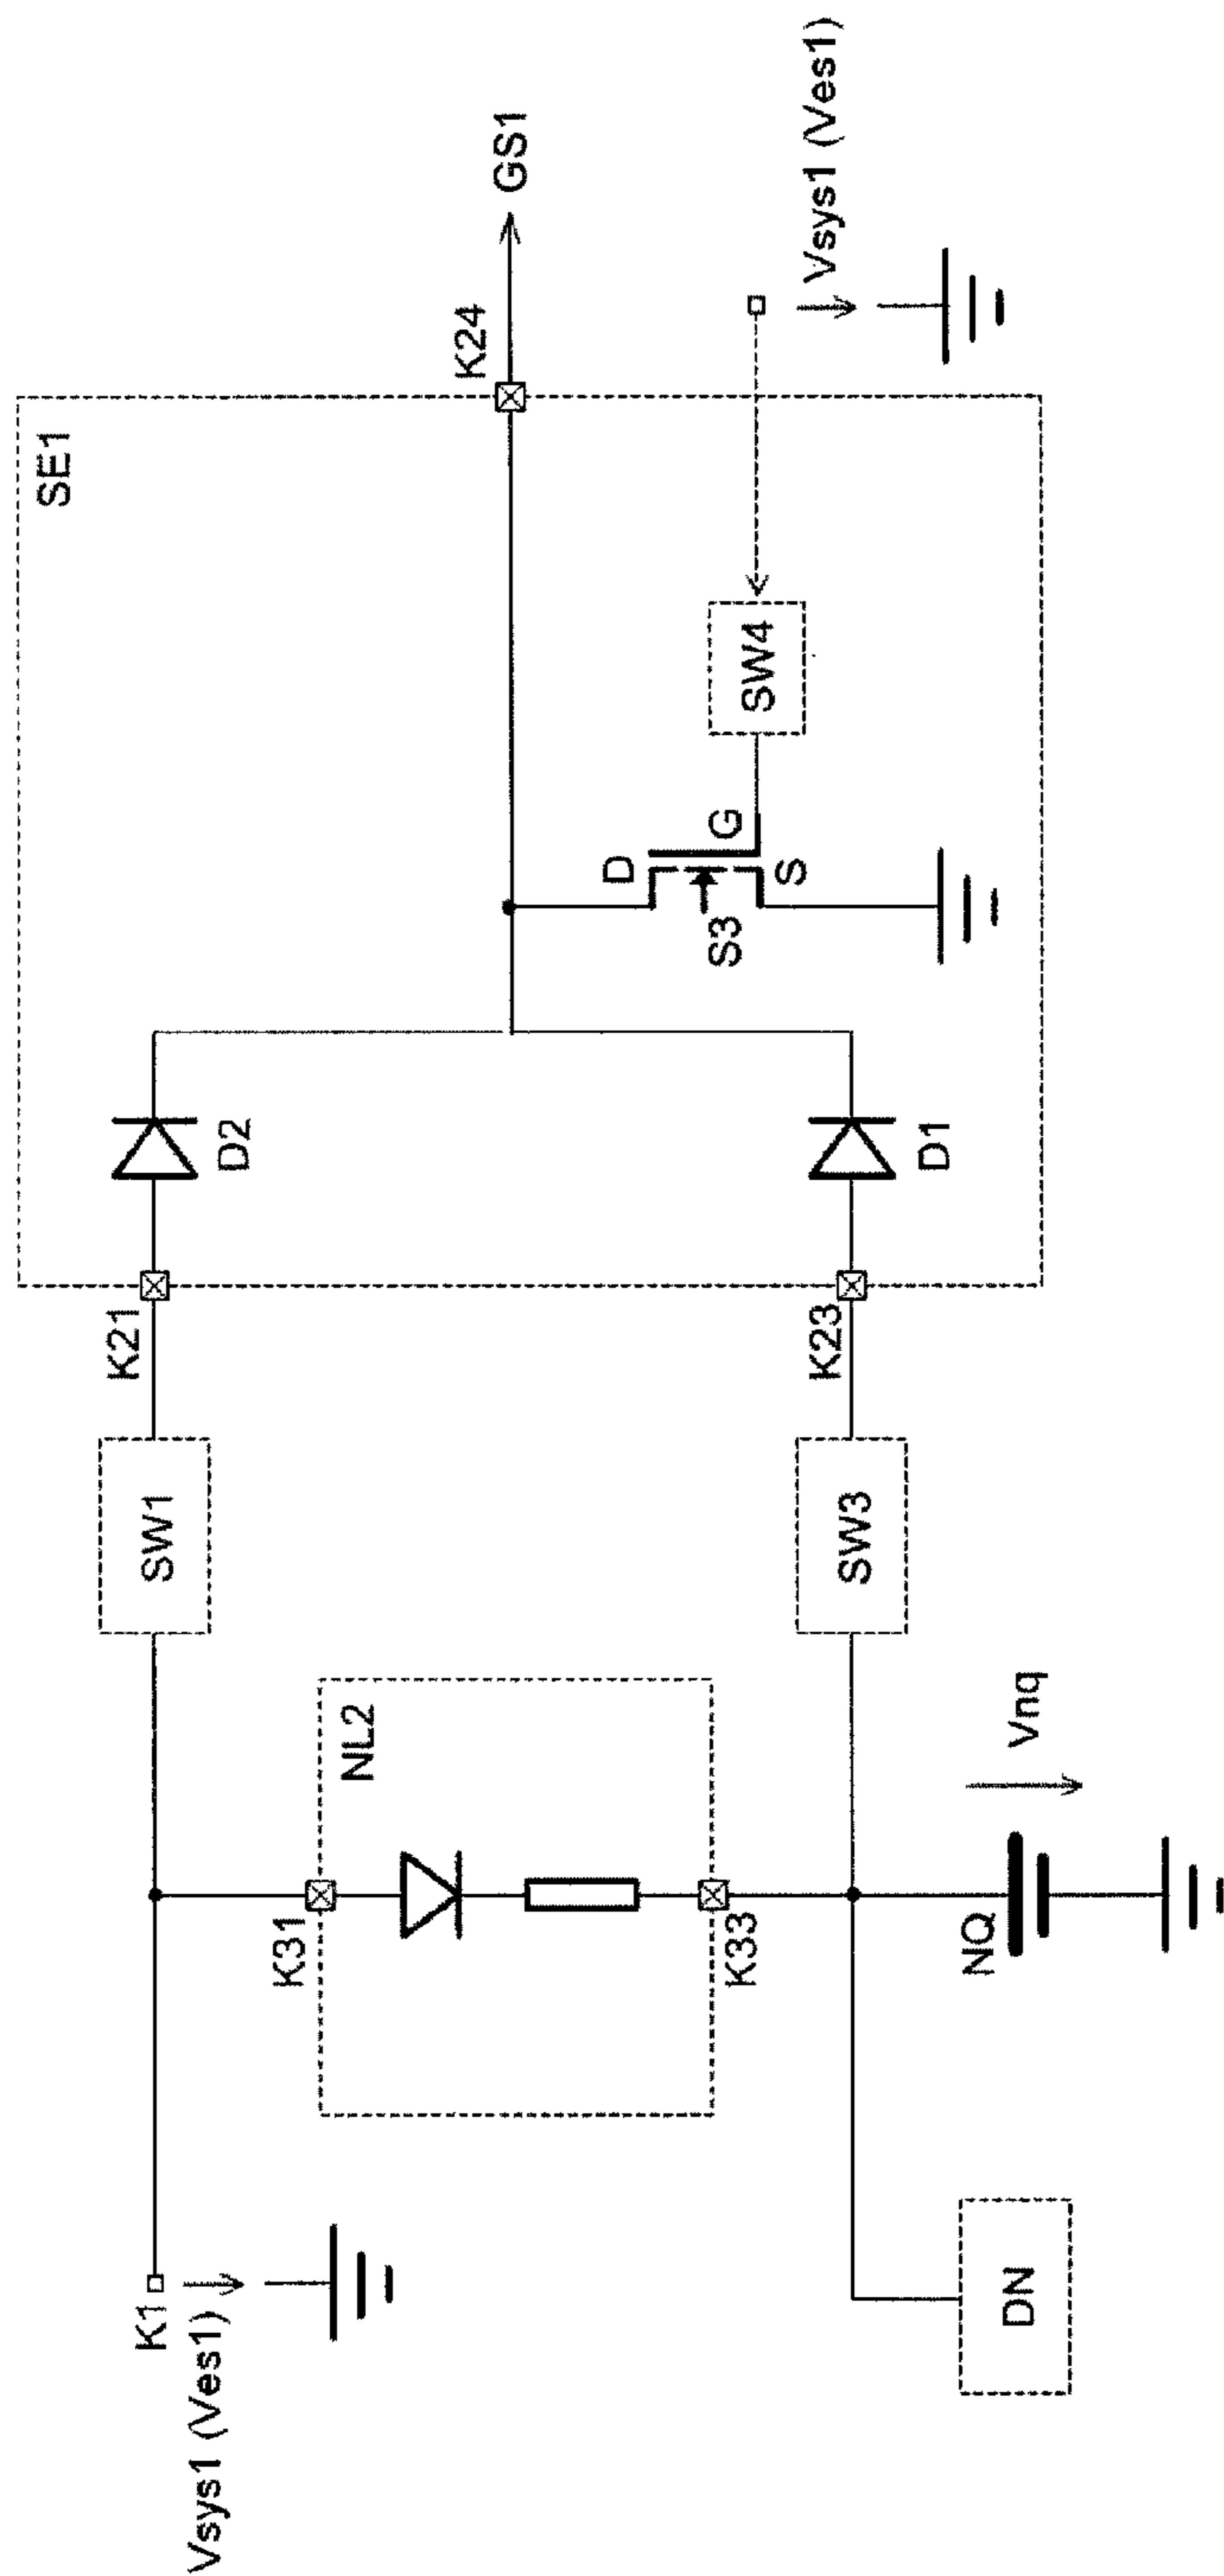 Vsys1 (Ves1)
K1
DN
K31
NL2
K33
NQ
Vnq
SW1
SW3
K21
K23
D2
D1
SE1
D
G
S
S3
SW4
K24
GS1
Vsys1 (Ves1)